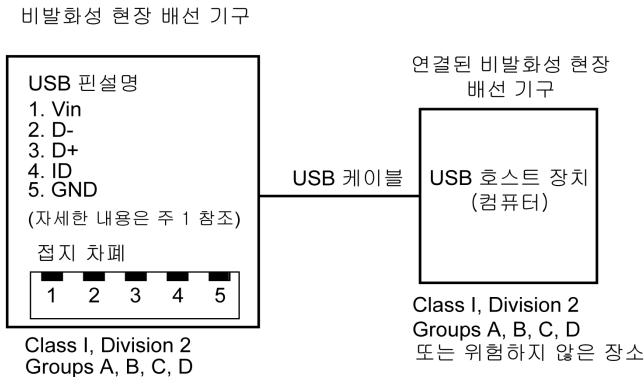 비발화성 현장 배선 기구
USB 핀설명
1. Vin
2. D-
3. D+
4. ID
5. GND
(자세한 내용은 주 1 참조)
접지 차폐
1 2 3 4 5
Class I, Division 2
Groups A, B, C, D
USB 케이블
연결된 비발화성 현장
배선 기구
USB 호스트 장치
(컴퓨터)
Class I, Division 2
Groups A, B, C, D
또는 위험하지 않은 장소